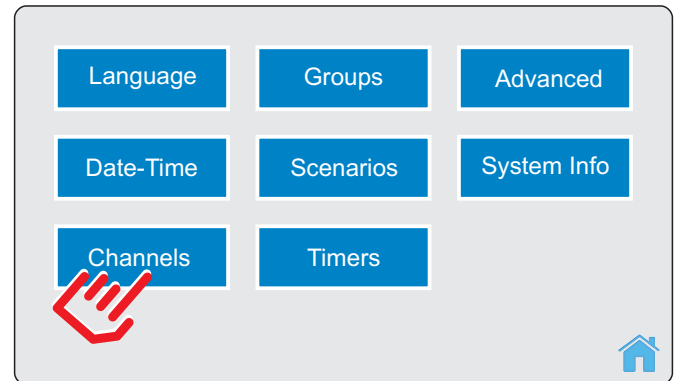 Language Groups Advanced
Date-Time Scenarios System Info
Channels Timers